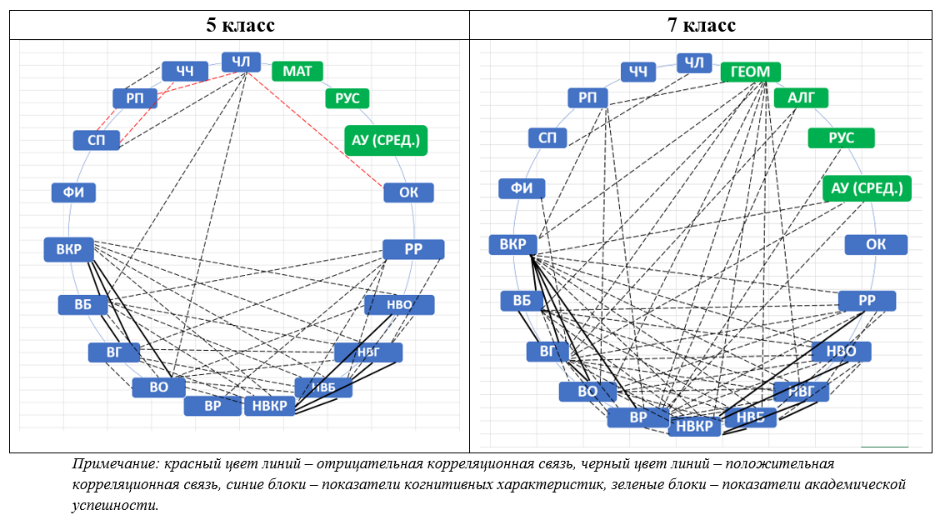 5 класс
7 класс
ЧЛ
МАТ
РУС
АУ (СРЕД.)
ОК
РР
НВО
НВГ
НВБ
НВКР
ВР
ВО
ВГ
ВБ
ВКР
ФИ
СП
РП
ЧЧ
ЧЛ
ГЕОМ
АЛГ
РУС
АУ (СРЕД.)
ОК
РР
НВО
НВГ
НВБ
НВКР
ВР
ВО
ВГ
ВБ
ВКР
ФИ
СП
РП
ЧЧ
Примечание: красный цвет линий – отрицательная корреляционная связь, черный цвет линий – положительная
корреляционная связь, синие блоки – показатели когнитивных характеристик, зеленые блоки – показатели академической
успешности.